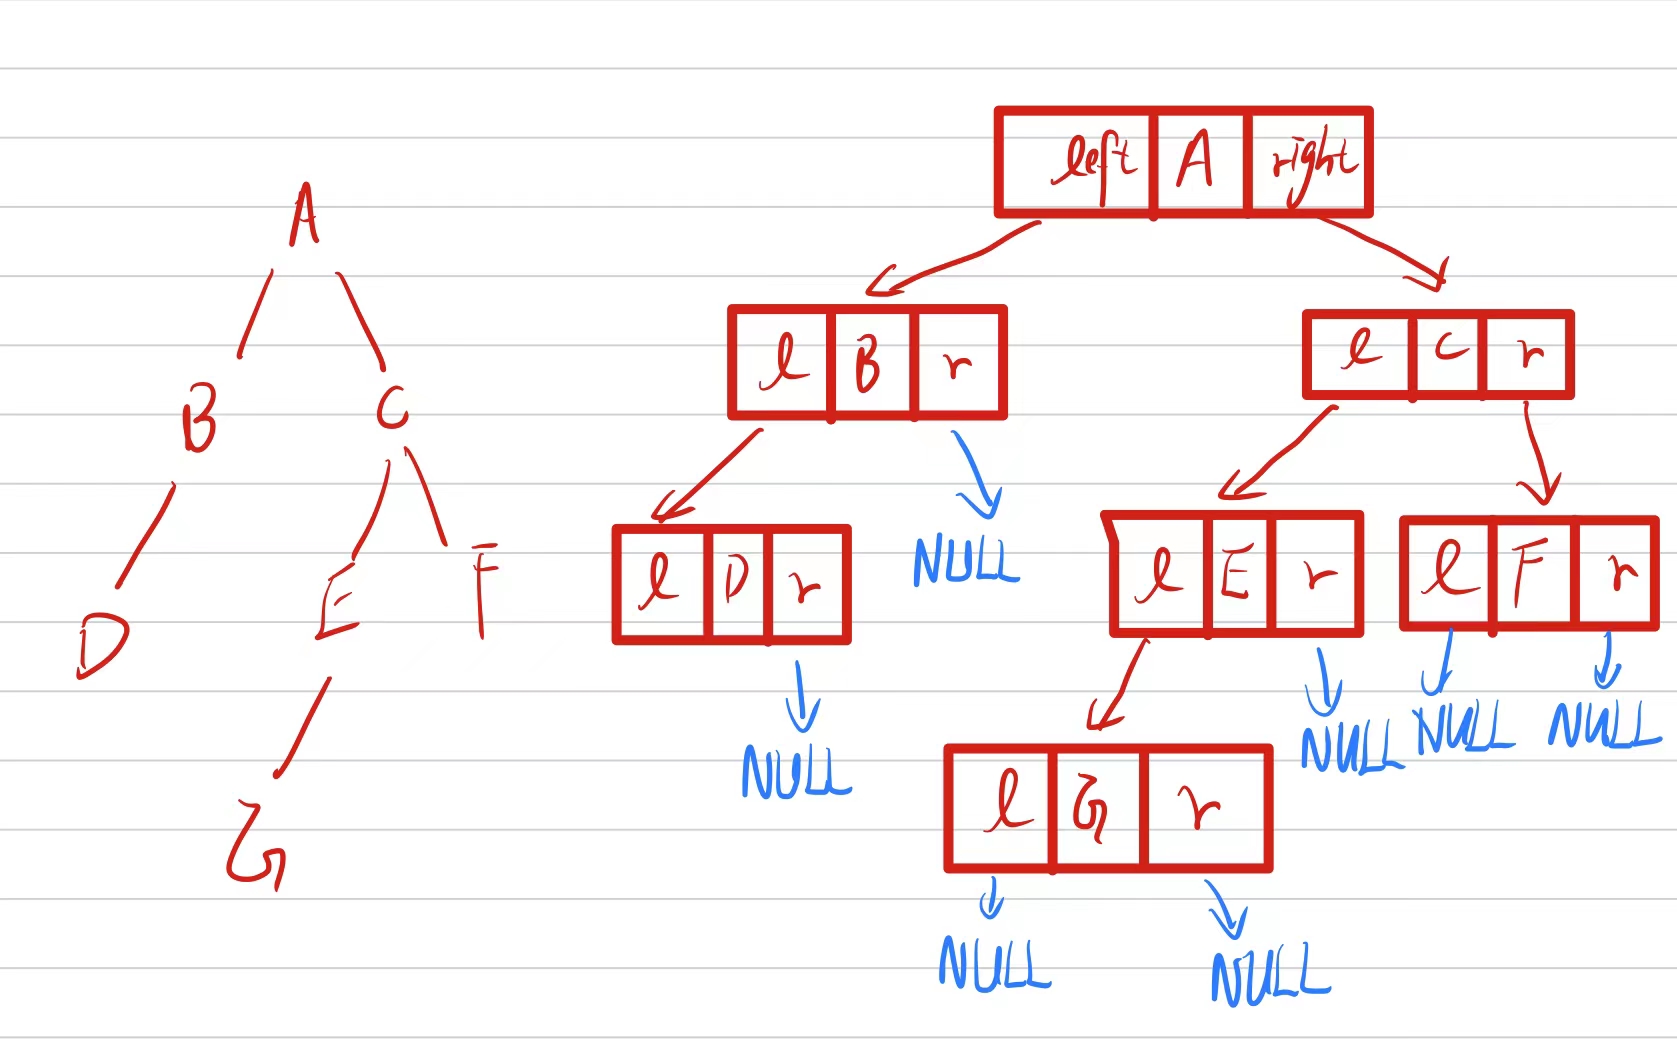 A
B C
D E F
G
left A right
l B r
l C r
l D r
NULL
l E r
l F r
NULL
NULL
NULL
NULL
l G r
NULL
NULL